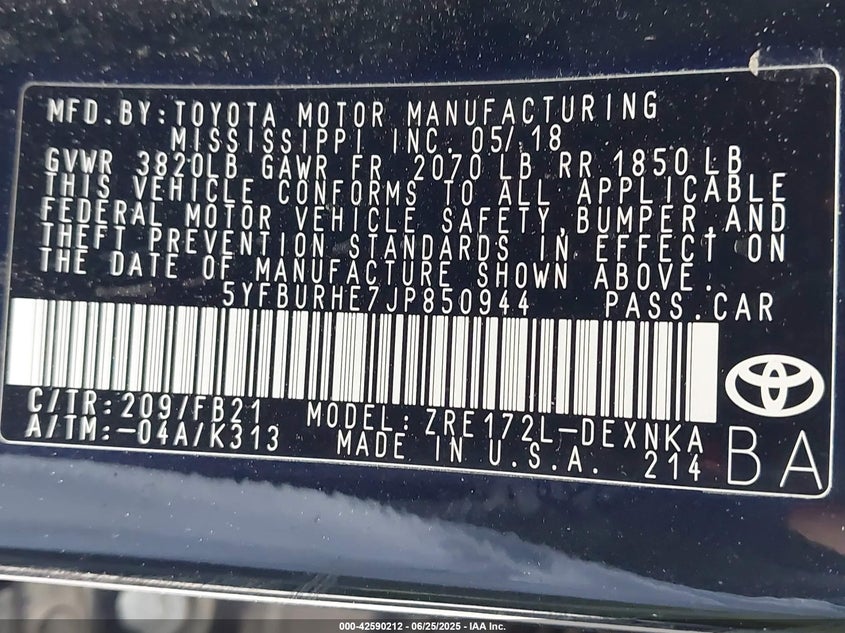 MFD. BY: TOYOTA MOTOR MANUFACTURING
MISSISSIPPI INC. 05/18
GVWR 3820LB GAWR FR 2070LB RR 1850LB
THIS VEHICLE CONFORMS TO ALL APPLICABLE
FEDERAL MOTOR VEHICLE SAFETY, BUMPER, AND
THEFT PREVENTION STANDARDS IN EFFECT ON
THE DATE OF MANUFACTURE SHOWN ABOVE.
5YFBURHE7JP850944 PASS. CAR
C/TR: 209/FB21 MODEL: ZRE172L-DEXNKA
A/TM: -04A/K313 MADE IN U.S.A. 214
BA
000-42590212 - 06/25/2025 - IAA Inc.